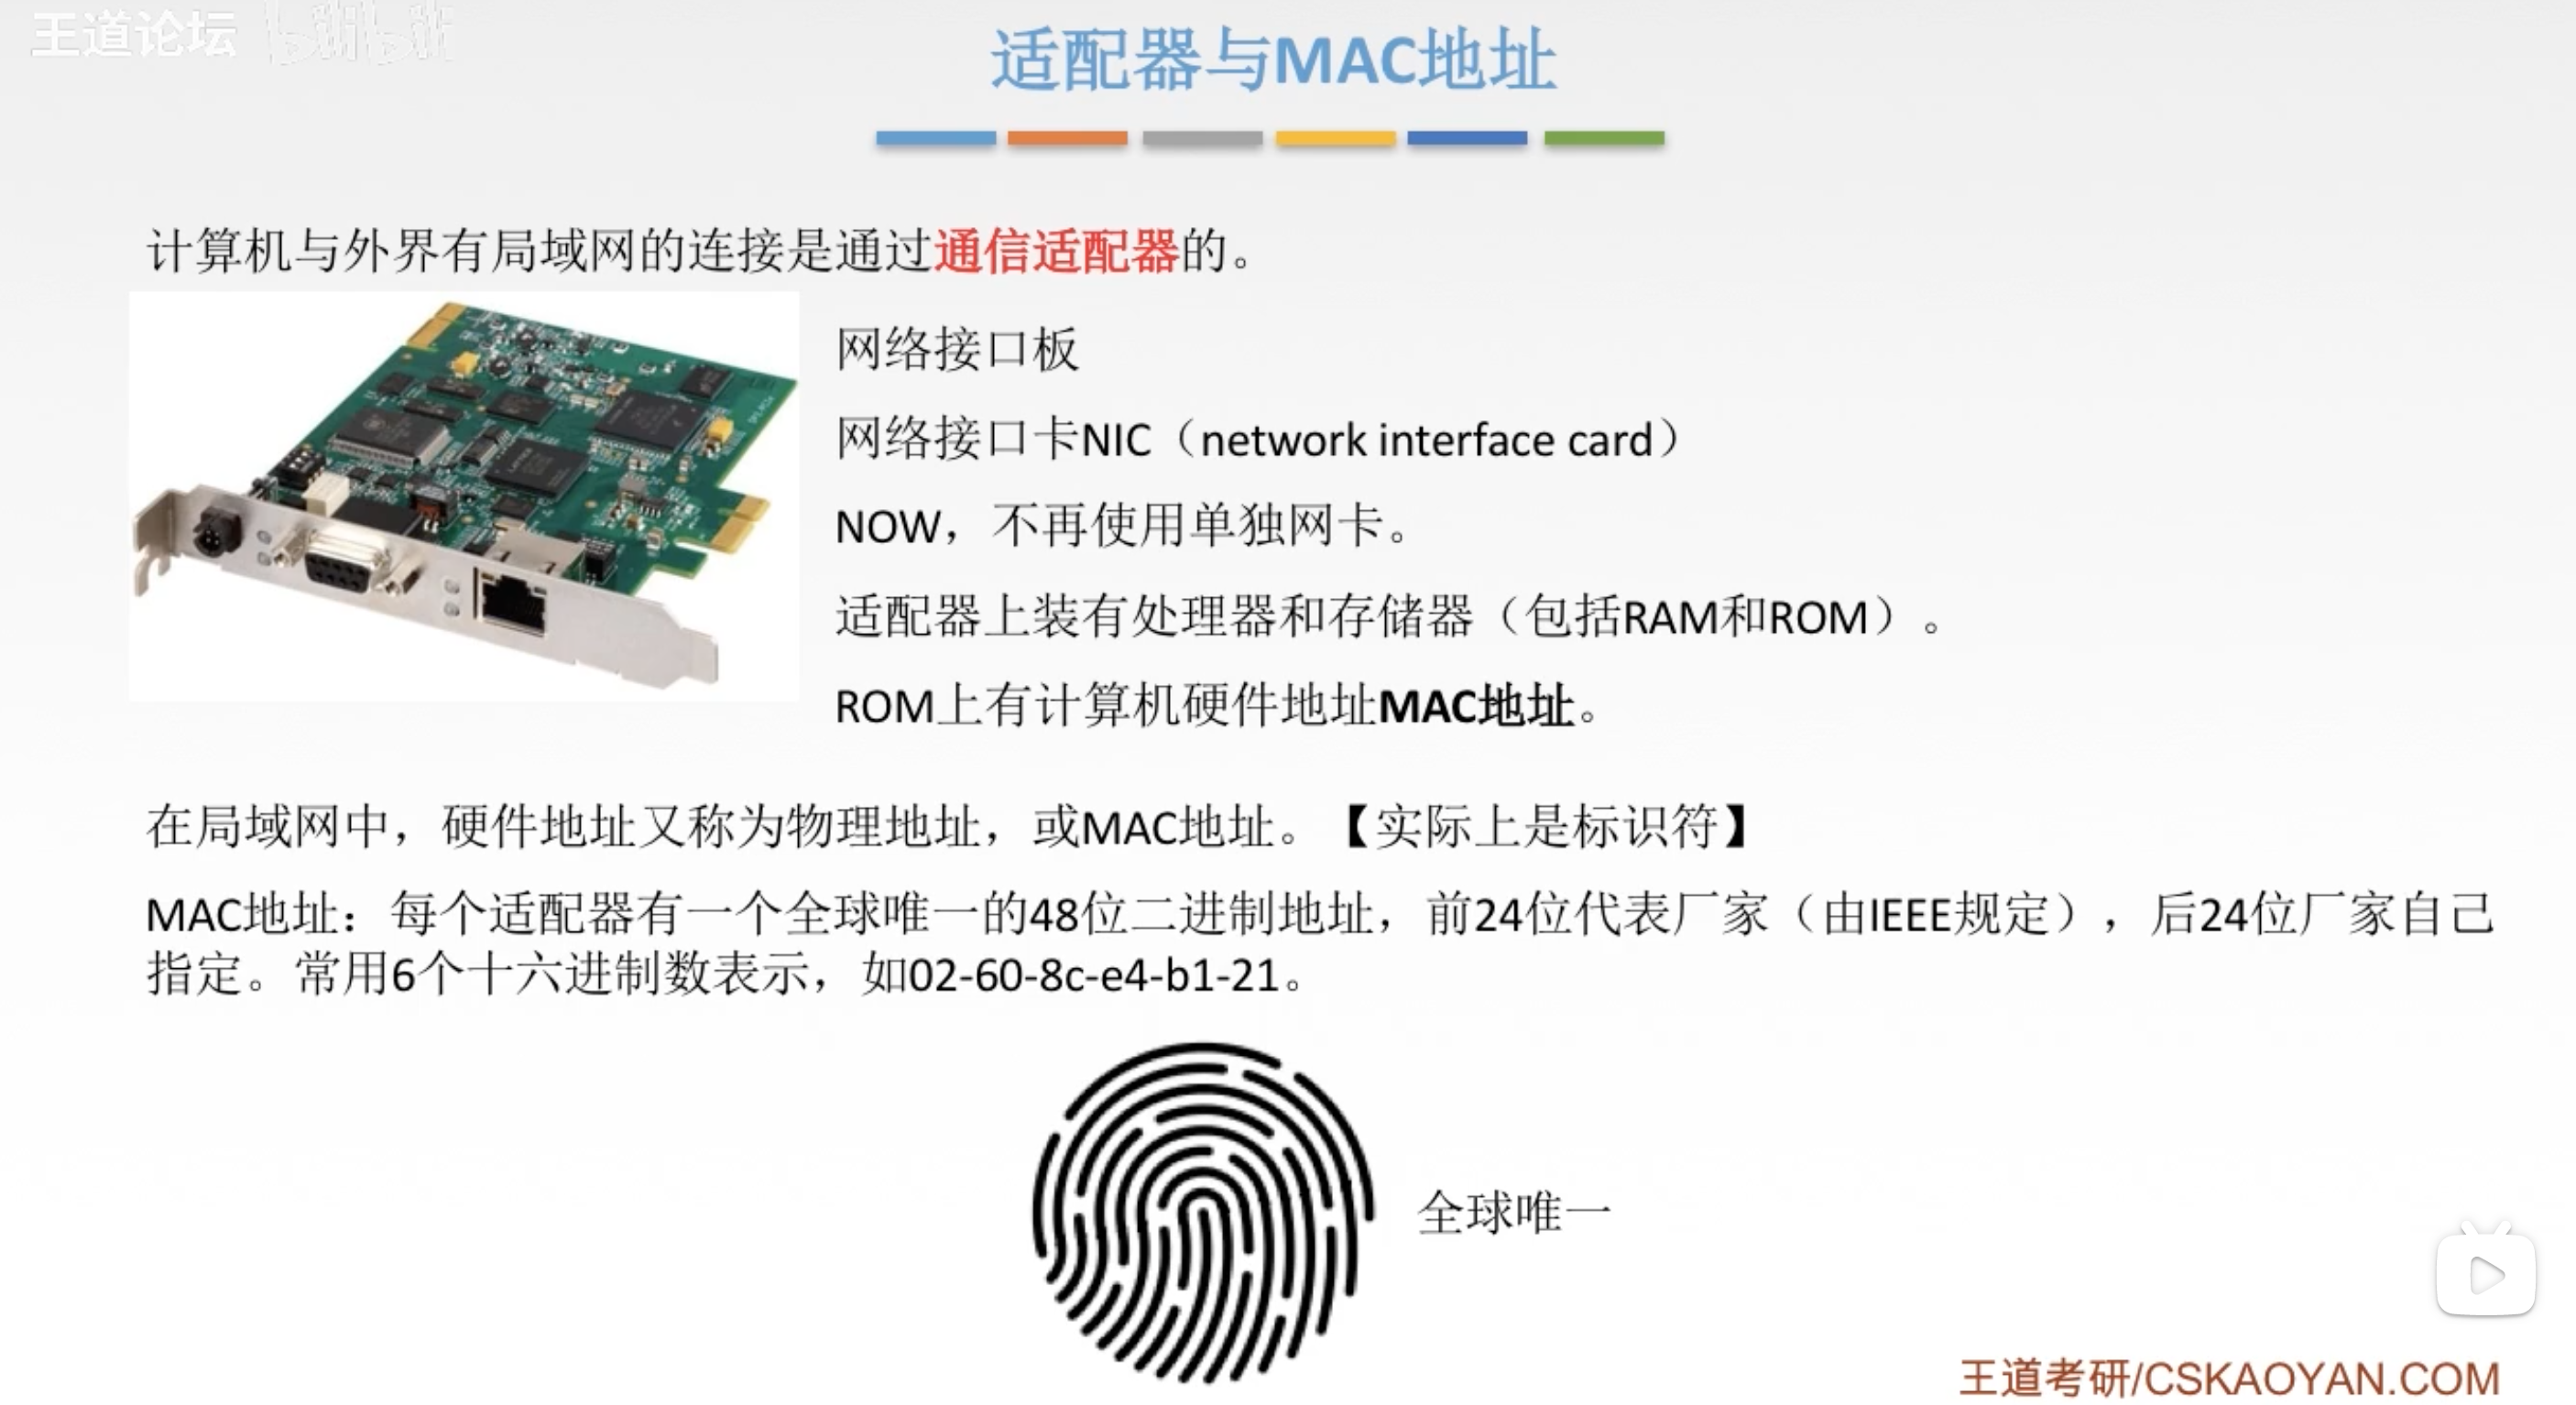 王道论坛 bilibili
适配器与MAC地址
计算机与外界有局域网的连接是通过通信适配器的。
网络接口板
网络接口卡NIC（network interface card）
NOW，不再使用单独网卡。
适配器上装有处理器和存储器（包括RAM和ROM）。
ROM上有计算机硬件地址MAC地址。
在局域网中，硬件地址又称为物理地址，或MAC地址。【实际上是标识符】
MAC地址：每个适配器有一个全球唯一的48位二进制地址，前24位代表厂家（由IEEE规定），后24位厂家自己
指定。常用6个十六进制数表示，如02-60-8c-e4-b1-21。
全球唯一
王道考研/CSKAOYAN.COM